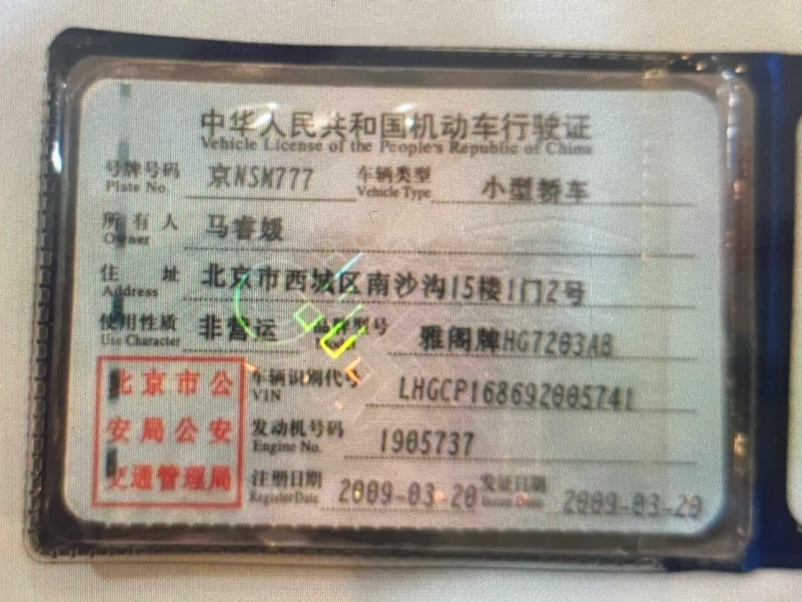 中华人民共和国机动车行驶证
Vehicle License of the People's Republic of China
号牌号码 京NSM777 车辆类型 小型轿车
Plate No. Vehicle Type
所有人 马睿媛
Owner
住址 北京市西城区南沙沟15楼1门2号
Address
使用性质 非营运 品牌型号 雅阁牌HG7203AB
Use Character
车辆识别代号 LHGCP168692005741
VIN
发动机号码 1905737
Engine No.
注册日期 2009-03-20 发证日期 2009-03-20
Register Date Issue Date
北京市公
安局公安
交通管理局